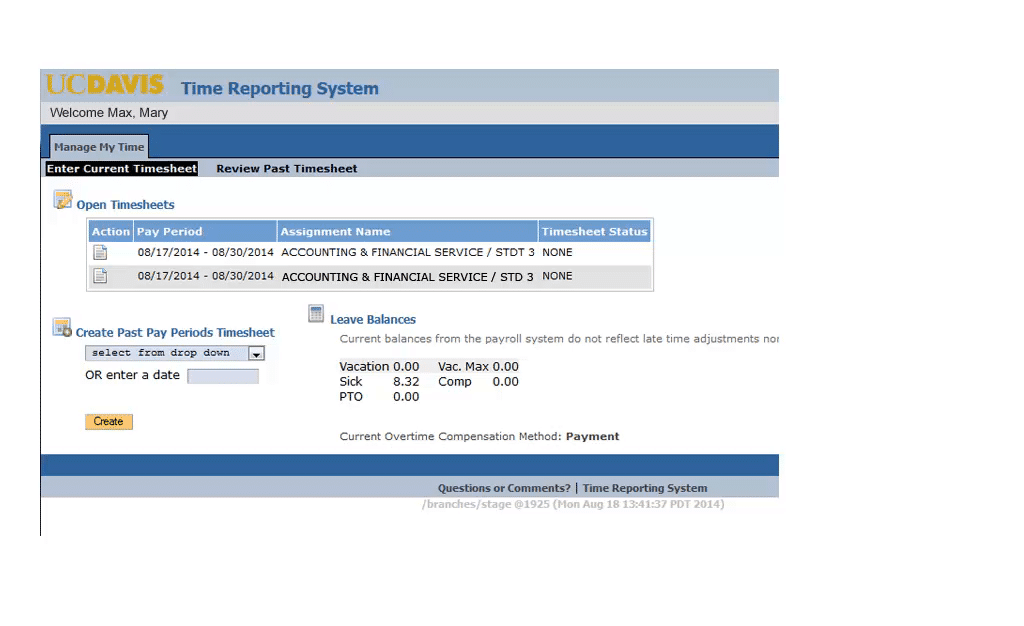 UCDAVIS Time Reporting System
Welcome Max, Mary
Manage My Time
Enter Current Timesheet Review Past Timesheet
Open Timesheets
Action Pay Period Assignment Name Timesheet Status
08/17/2014 - 08/30/2014 ACCOUNTING & FINANCIAL SERVICE / STDT 3 NONE
08/17/2014 - 08/30/2014 ACCOUNTING & FINANCIAL SERVICE / STD 3 NONE
Create Past Pay Periods Timesheet
select from drop down
OR enter a date
Create
Leave Balances
Current balances from the payroll system do not reflect late time adjustments nor
Vacation 0.00 Vac. Max 0.00
Sick 8.32 Comp 0.00
PTO 0.00
Current Overtime Compensation Method: Payment
Questions or Comments? | Time Reporting System
/branches/stage @1925 (Mon Aug 18 13:41:37 PDT 2014)